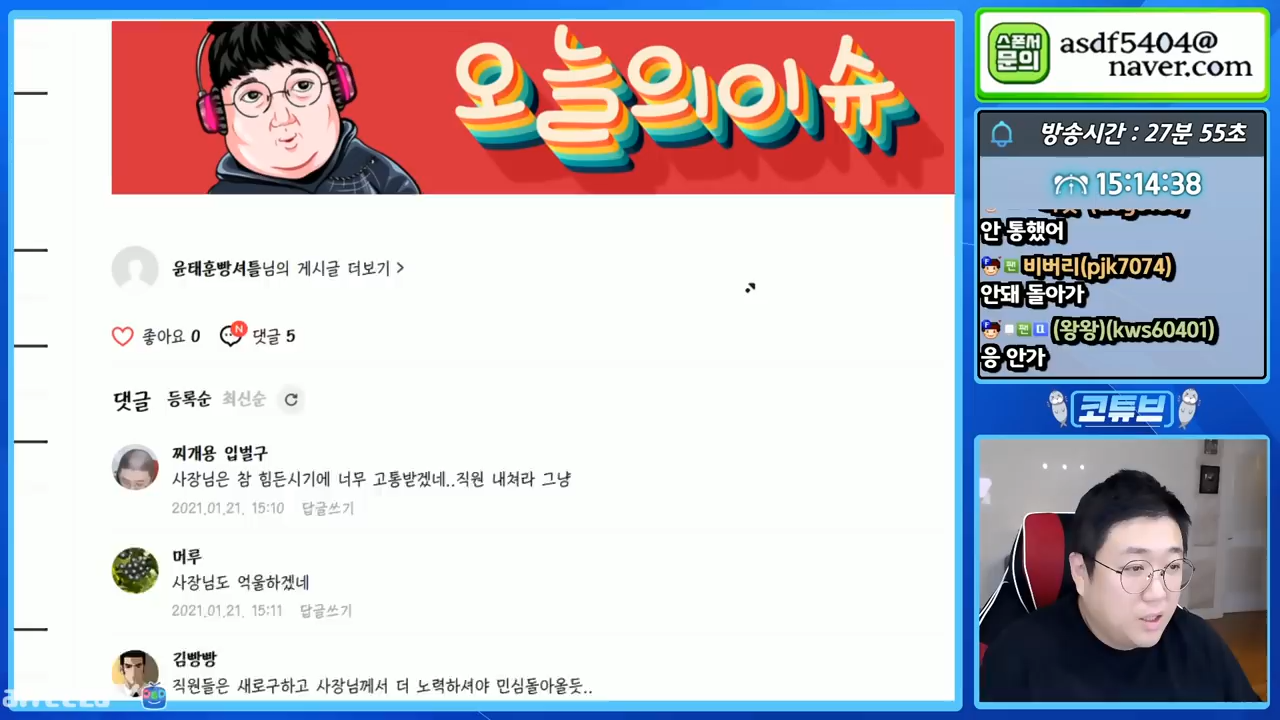 오늘의이슈
윤태훈빵셔틀님의 게시글 더보기 >
좋아요 0 N 댓글 5
댓글 등록순 최신순
찌개용 입벌구
사장님은 참 힘든시기에 너무 고통받겠네..직원 내쳐라 그냥
2021.01.21. 15:10 답글쓰기
머루
사장님도 억울하겠네
2021.01.21. 15:11 답글쓰기
김빵빵
직원들은 새로구하고 사장님께서 더 노력하셔야 민심돌아올듯..
스폰서
문의
asdf5404@
naver.com
방송시간 : 27분 55초
15:14:38
안 통했어
팬 비버리(pjk7074)
안돼 돌아가
팬 (왕왕)(kws60401)
응 안가
코튜브